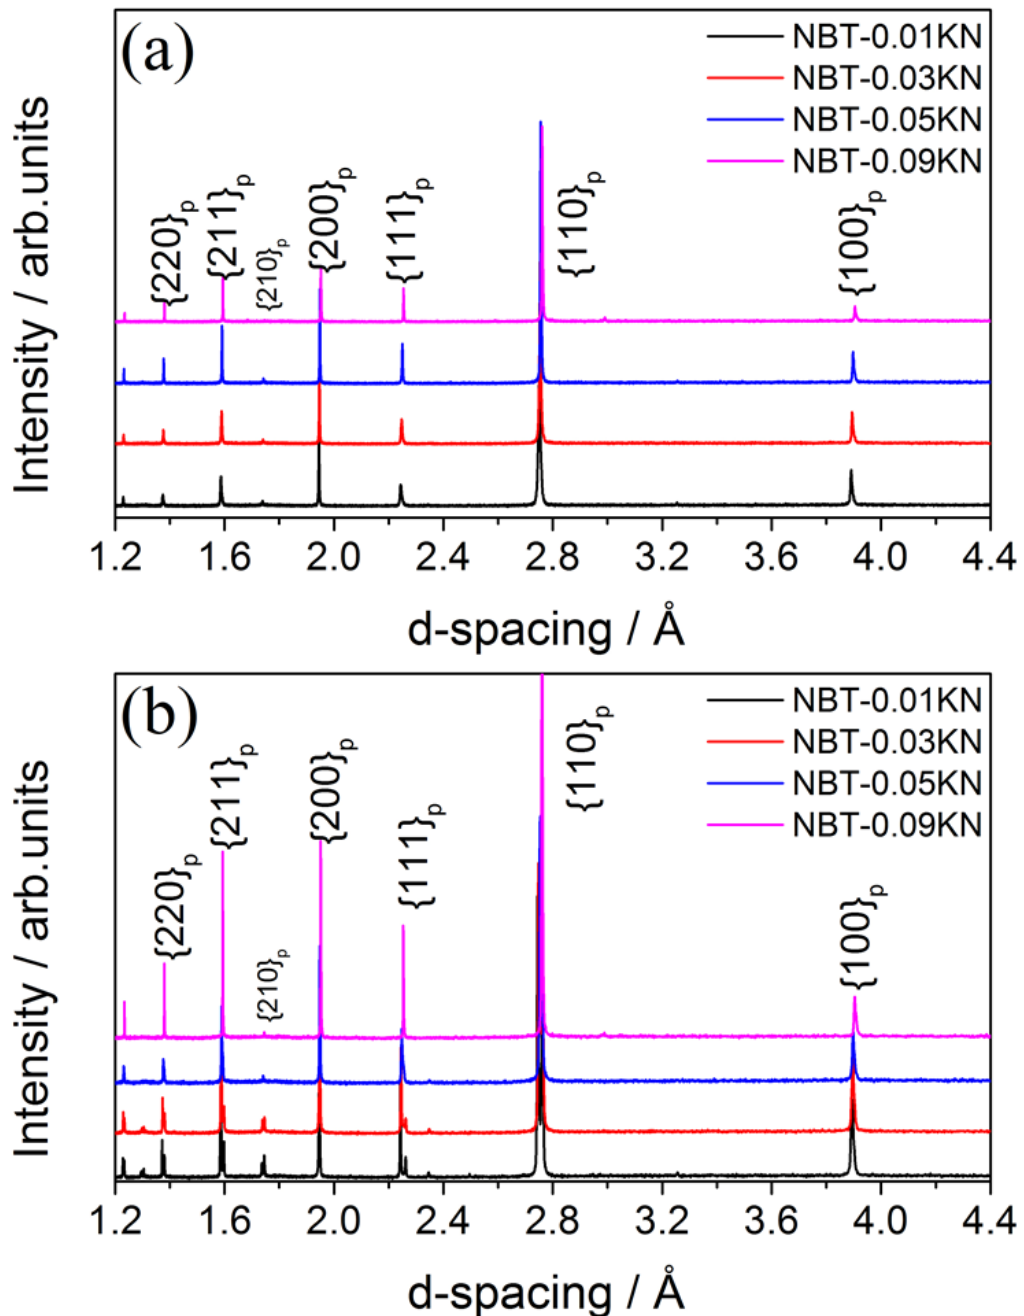 (a)
NBT-0.01KN
NBT-0.03KN
NBT-0.05KN
NBT-0.09KN
{220}p
{211}p
{210}p
{200}p
{111}p
{110}p
{100}p
Intensity / arb.units
1.2 1.6 2.0 2.4 2.8 3.2 3.6 4.0 4.4
d-spacing / Å
(b)
NBT-0.01KN
NBT-0.03KN
NBT-0.05KN
NBT-0.09KN
{220}p
{211}p
{210}p
{200}p
{111}p
{110}p
{100}p
Intensity / arb.units
1.2 1.6 2.0 2.4 2.8 3.2 3.6 4.0 4.4
d-spacing / Å